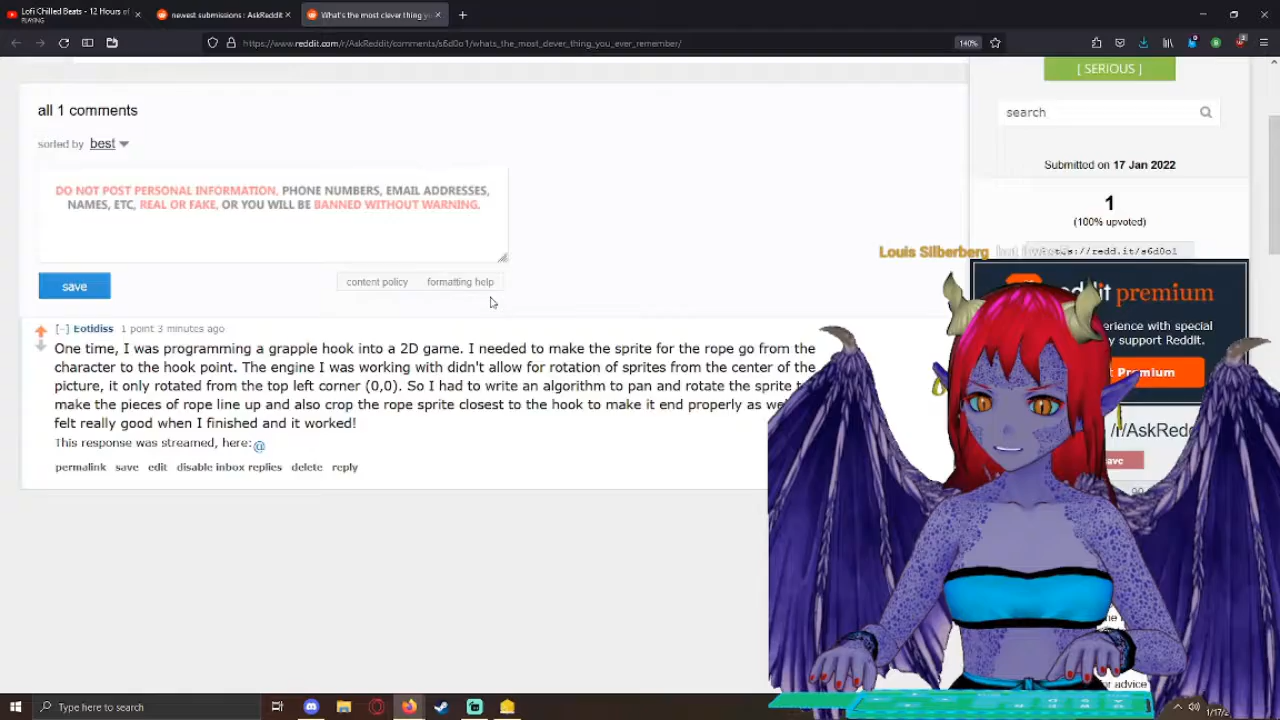 Lofi Chilled Beats - 12 Hours of
PLAYING
newest submissions : AskReddit
What's the most clever thing
https://www.reddit.com/r/AskReddit/comments/s6d0o1/whats_the_most_clever_thing_you_ever_remember/
140%
all 1 comments
sorted by best
DO NOT POST PERSONAL INFORMATION, PHONE NUMBERS, EMAIL ADDRESSES,
NAMES, ETC, REAL OR FAKE, OR YOU WILL BE BANNED WITHOUT WARNING.
save
content policy formatting help
[-] Eotidiss 1 point 3 minutes ago
One time, I was programming a grapple hook into a 2D game. I needed to make the sprite for the rope go from the
character to the hook point. The engine I was working with didn't allow for rotation of sprites from the center of the
picture, it only rotated from the top left corner (0,0). So I had to write an algorithm to pan and rotate the sprite
make the pieces of rope line up and also crop the rope sprite closest to the hook to make it end properly as
felt really good when I finished and it worked!
This response was streamed, here: @
permalink save edit disable inbox replies delete reply
[ SERIOUS ]
search
Submitted on 17 Jan 2022
1
(100% upvoted)
https://redd.it/s6d0o1
Louis Silberberg but
premium
with special
support Reddit.
Premium
/r/AskRedd
for advice
Type here to search